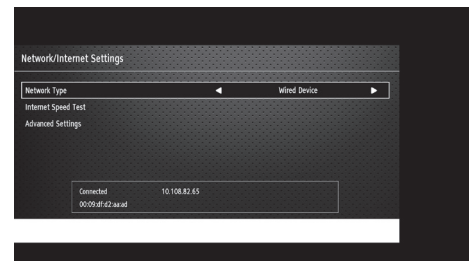 Network/Internet Settings
Network Type ◀ Wired Device ▶
Internet Speed Test
Advanced Settings
Connected 10.108.82.65
00:09:df:d2:aa:ad